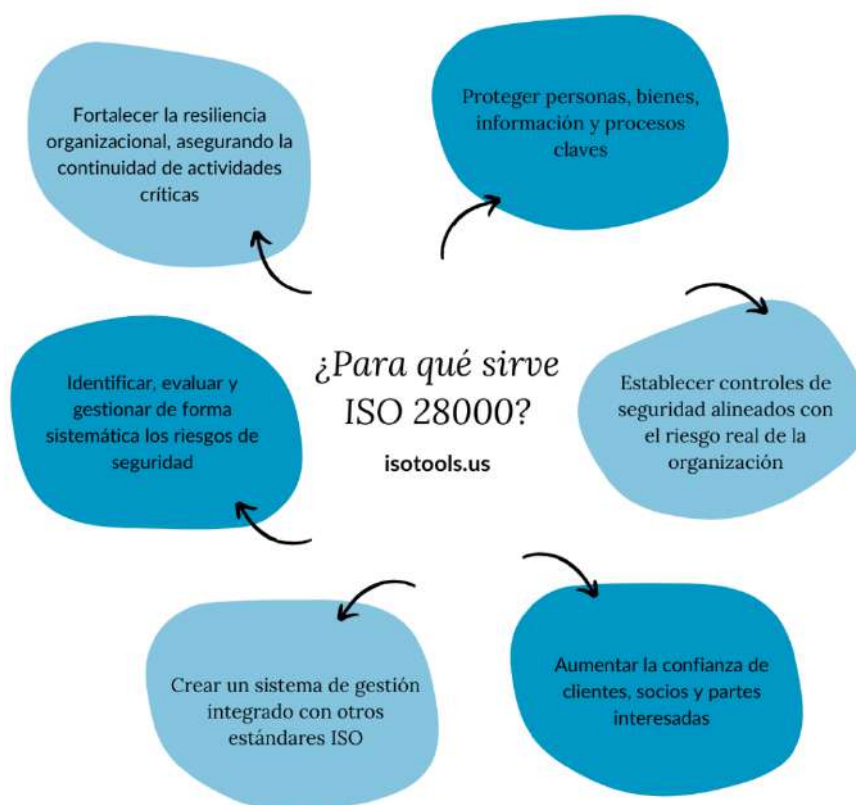 Fortalecer la resiliencia
organizacional, asegurando la
continuidad de actividades
críticas
Proteger personas, bienes,
información y procesos
claves
¿Para qué sirve
ISO 28000?
isotools.us
Identificar, evaluar y
gestionar de forma
sistemática los riesgos de
seguridad
Establecer controles de
seguridad alineados con
el riesgo real de la
organización
Crear un sistema de gestión
integrado con otros
estándares ISO
Aumentar la confianza de
clientes, socios y partes
interesadas